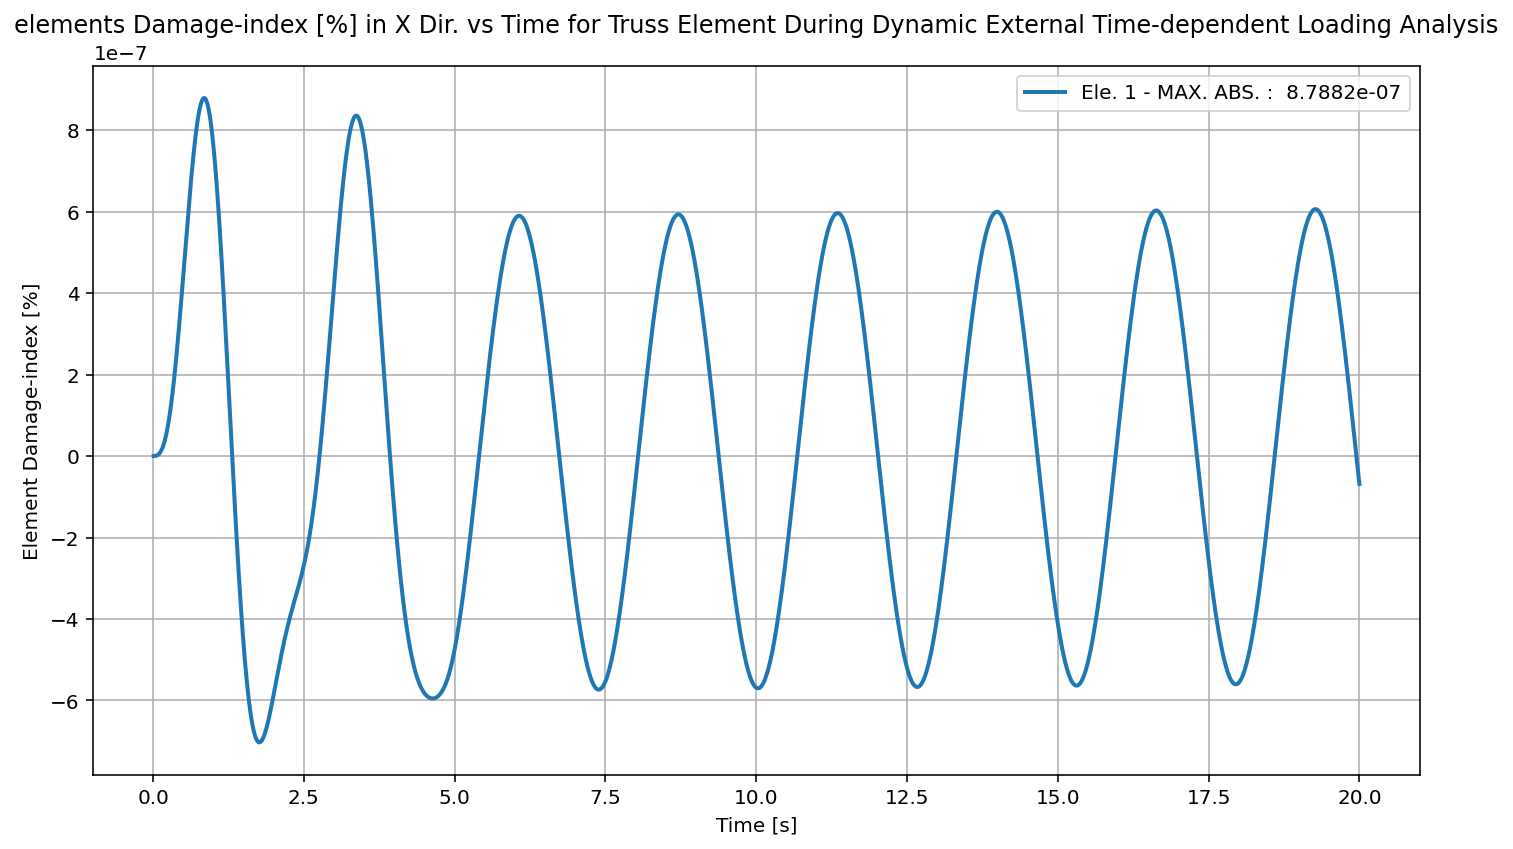 elements Damage-index [%] in X Dir. vs Time for Truss Element During Dynamic External Time-dependent Loading Analysis
1e−7
Ele. 1 - MAX. ABS. :  8.7882e-07
8
6
4
2
0
−2
−4
−6
Element Damage-index [%]
0.0 2.5 5.0 7.5 10.0 12.5 15.0 17.5 20.0
Time [s]